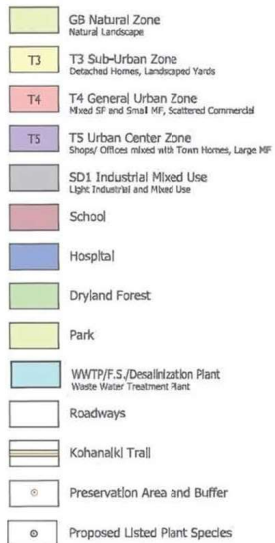 GB Natural Zone
Natural Landscape
T3 T3 Sub-Urban Zone
Detached Homes, Landscaped Yards
T4 T4 General Urban Zone
Mixed SF and Small MF, Scattered Commercial
T5 T5 Urban Center Zone
Shops/ Offices mixed with Town Homes, Large MF
SD1 Industrial Mixed Use
Light Industrial and Mixed Use
School
Hospital
Dryland Forest
Park
WWTP/F.S./Desalinization Plant
Waste Water Treatment Plant
Roadways
Kohanaiki Trail
Preservation Area and Buffer
Proposed Listed Plant Species